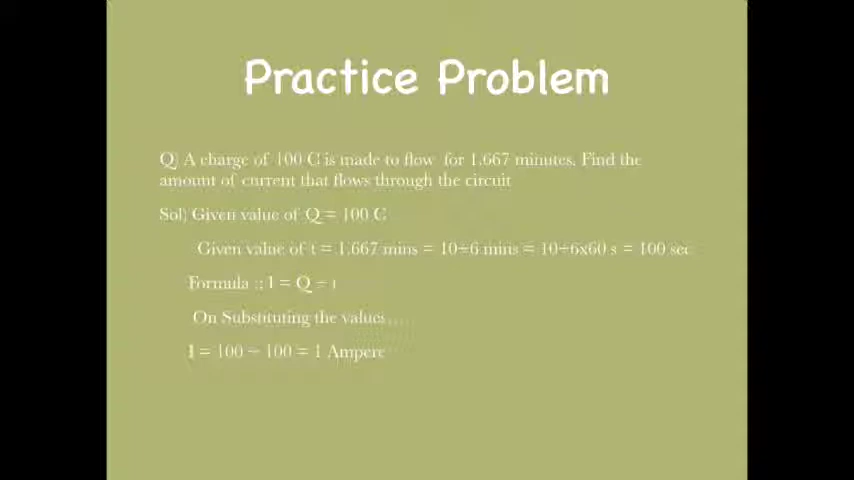 Practice Problem
Q) A charge of 100 C is made to flow for 1.667 minutes. Find the
amount of current that flows through the circuit
Sol) Given value of Q = 100 C
Given value of t = 1.667 mins = 10÷6 mins = 10÷6x60 s = 100 sec
Formula :: I = Q ÷ t
On Substituting the values....
I = 100 ÷ 100 = 1 Ampere